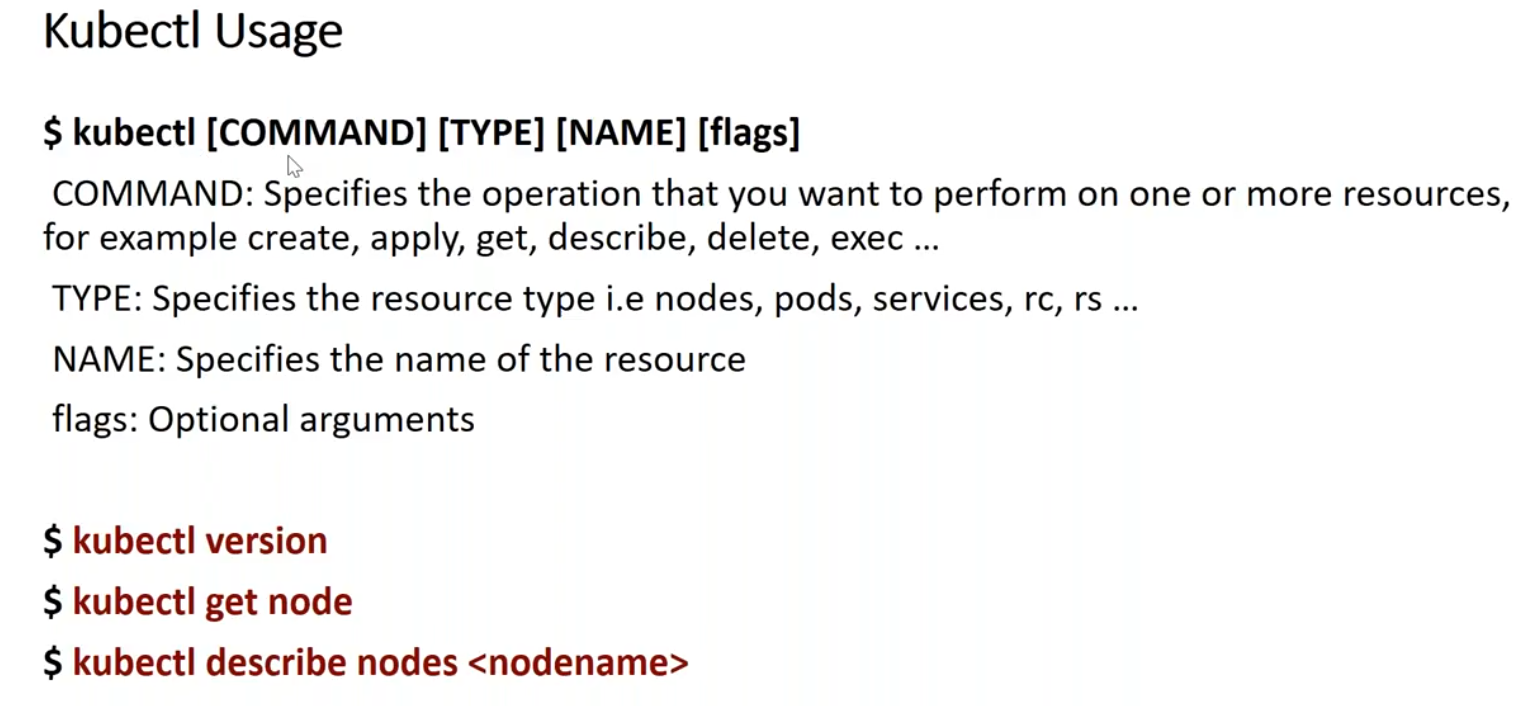 Kubectl Usage
$ kubectl [COMMAND] [TYPE] [NAME] [flags]
COMMAND: Specifies the operation that you want to perform on one or more resources,
for example create, apply, get, describe, delete, exec ...
TYPE: Specifies the resource type i.e nodes, pods, services, rc, rs ...
NAME: Specifies the name of the resource
flags: Optional arguments
$ kubectl version
$ kubectl get node
$ kubectl describe nodes <nodename>